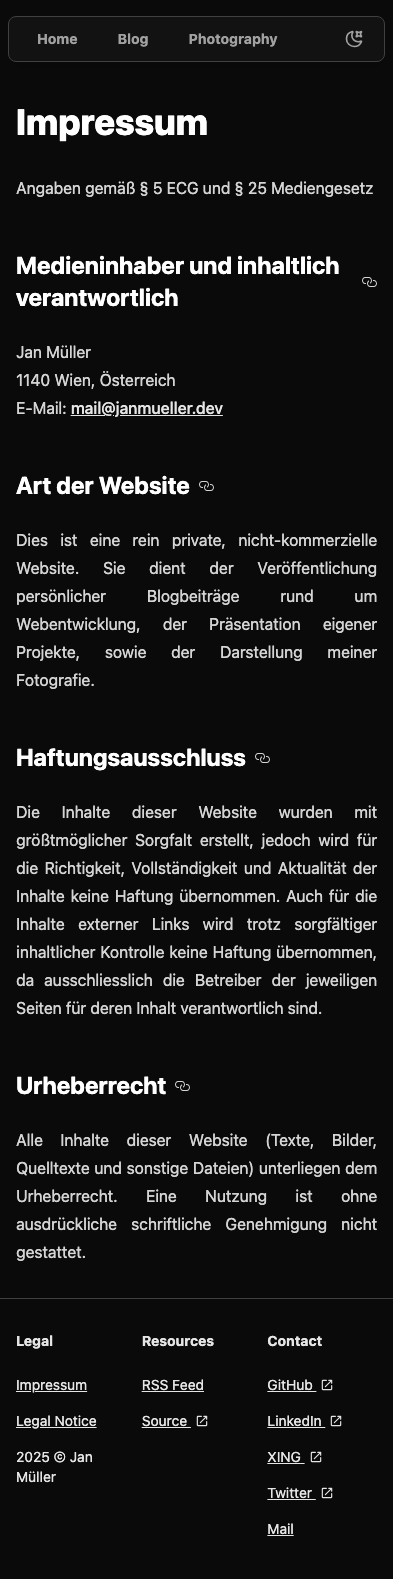 Home Blog Photography
Impressum
Angaben gemäß § 5 ECG und § 25 Mediengesetz
Medieninhaber und inhaltlich
verantwortlich
Jan Müller
1140 Wien, Österreich
E-Mail: mail@janmueller.dev
Art der Website
Dies ist eine rein private, nicht-kommerzielle
Website. Sie dient der Veröffentlichung
persönlicher Blogbeiträge rund um
Webentwicklung, der Präsentation eigener
Projekte, sowie der Darstellung meiner
Fotografie.
Haftungsausschluss
Die Inhalte dieser Website wurden mit
größtmöglicher Sorgfalt erstellt, jedoch wird für
die Richtigkeit, Vollständigkeit und Aktualität der
Inhalte keine Haftung übernommen. Auch für die
Inhalte externer Links wird trotz sorgfältiger
inhaltlicher Kontrolle keine Haftung übernommen,
da ausschliesslich die Betreiber der jeweiligen
Seiten für deren Inhalt verantwortlich sind.
Urheberrecht
Alle Inhalte dieser Website (Texte, Bilder,
Quelltexte und sonstige Dateien) unterliegen dem
Urheberrecht. Eine Nutzung ist ohne
ausdrückliche schriftliche Genehmigung nicht
gestattet.
Legal
Impressum
Legal Notice
2025 © Jan
Müller
Resources
RSS Feed
Source
Contact
GitHub
LinkedIn
XING
Twitter
Mail